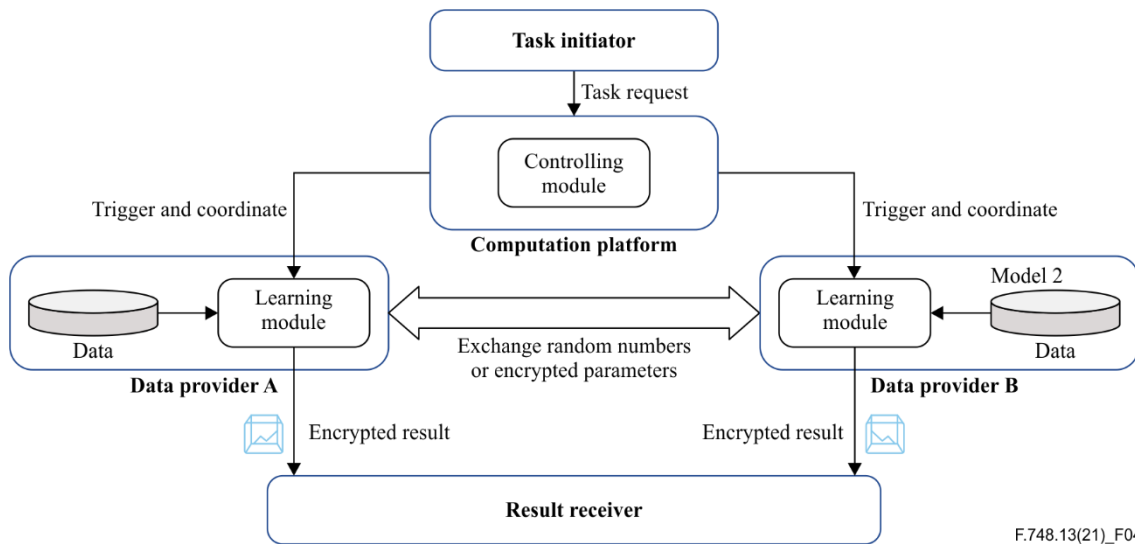 Task initiator
Task request
Controlling
module
Trigger and coordinate
Trigger and coordinate
Computation platform
Learning
module
Data
Data provider A
Exchange random numbers
or encrypted parameters
Model 2
Learning
module
Data
Data provider B
Encrypted result
Encrypted result
Result receiver
F.748.13(21)_F04